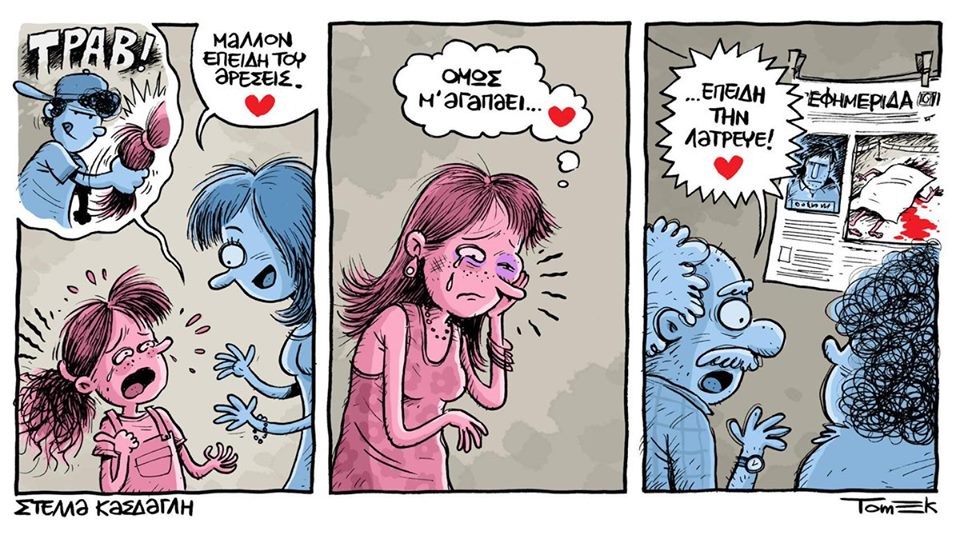 ΤΡΑΒ!
ΜΑΛΛΟΝ
ΕΠΕΙΔΗ ΤΟΥ
ΑΡΕΣΕΙΣ.
ΟΜΩΣ
Μ'ΑΓΑΠΑΕΙ...
...ΕΠΕΙΔΗ
ΤΗΝ
ΛΑΤΡΕΥΕ!
ΕΦΗΜΕΡΙΔΑ
ΣΤΕΛΛΑ ΚΑΣΔΑΓΛΗ
TomEK